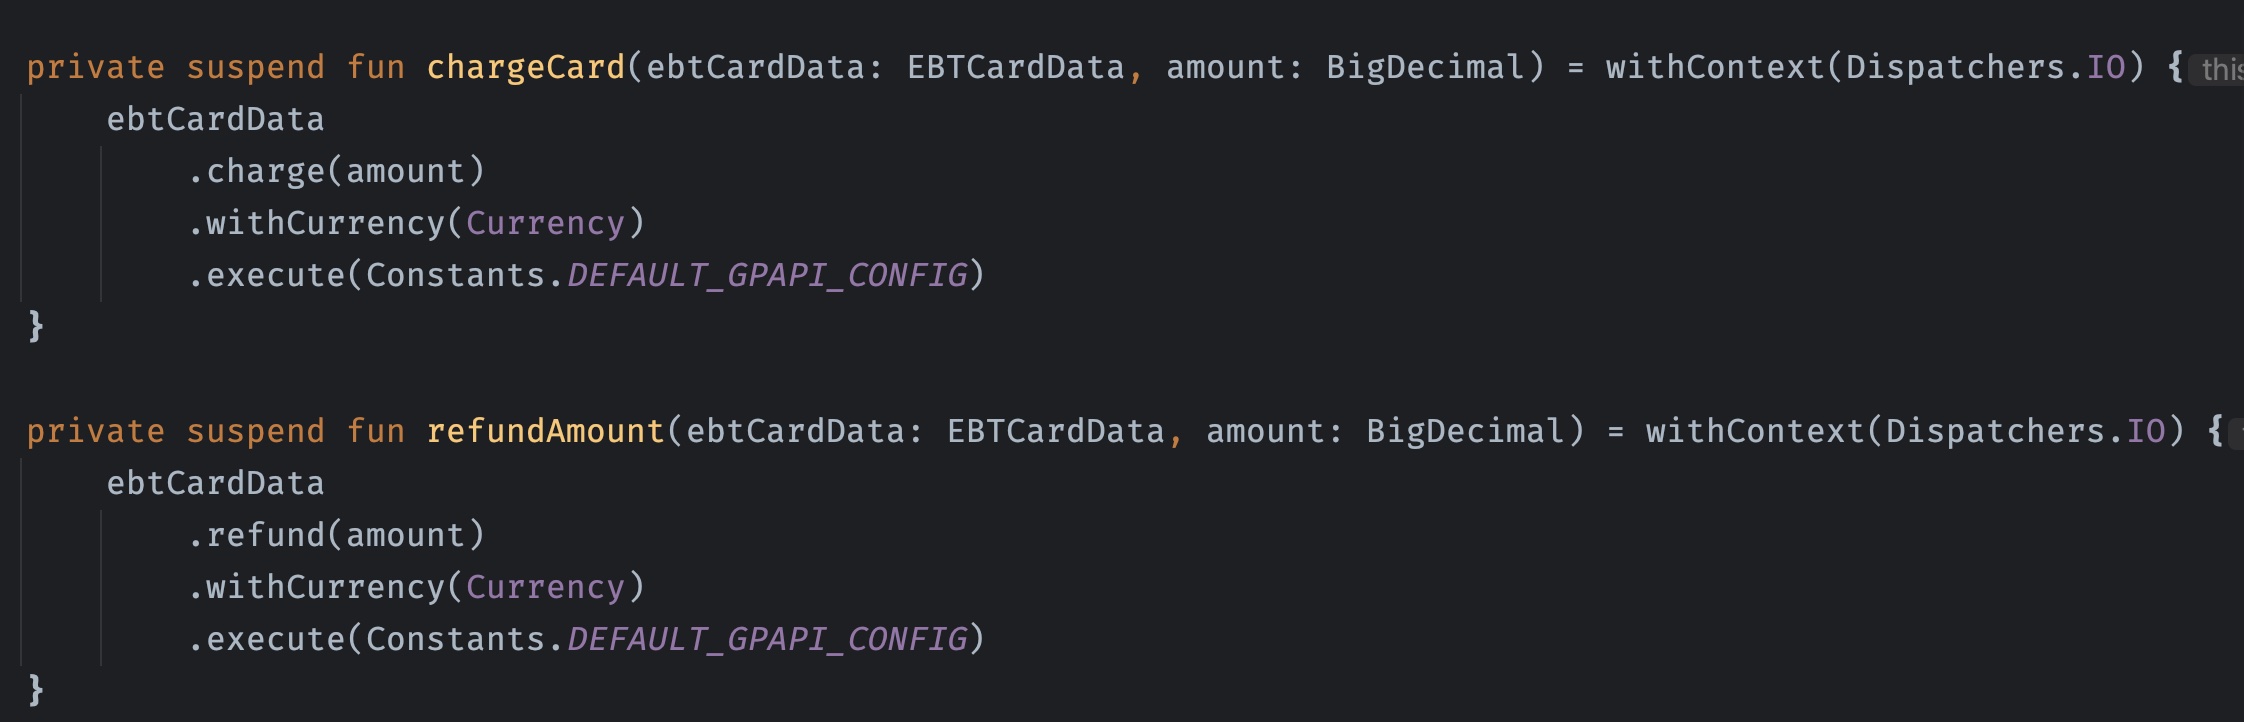 private suspend fun chargeCard(ebtCardData: EBTCardData, amount: BigDecimal) = withContext(Dispatchers.IO) {
ebtCardData
.charge(amount)
.withCurrency(Currency)
.execute(Constants.DEFAULT_GPAPI_CONFIG)
}
private suspend fun refundAmount(ebtCardData: EBTCardData, amount: BigDecimal) = withContext(Dispatchers.IO) {
ebtCardData
.refund(amount)
.withCurrency(Currency)
.execute(Constants.DEFAULT_GPAPI_CONFIG)
}